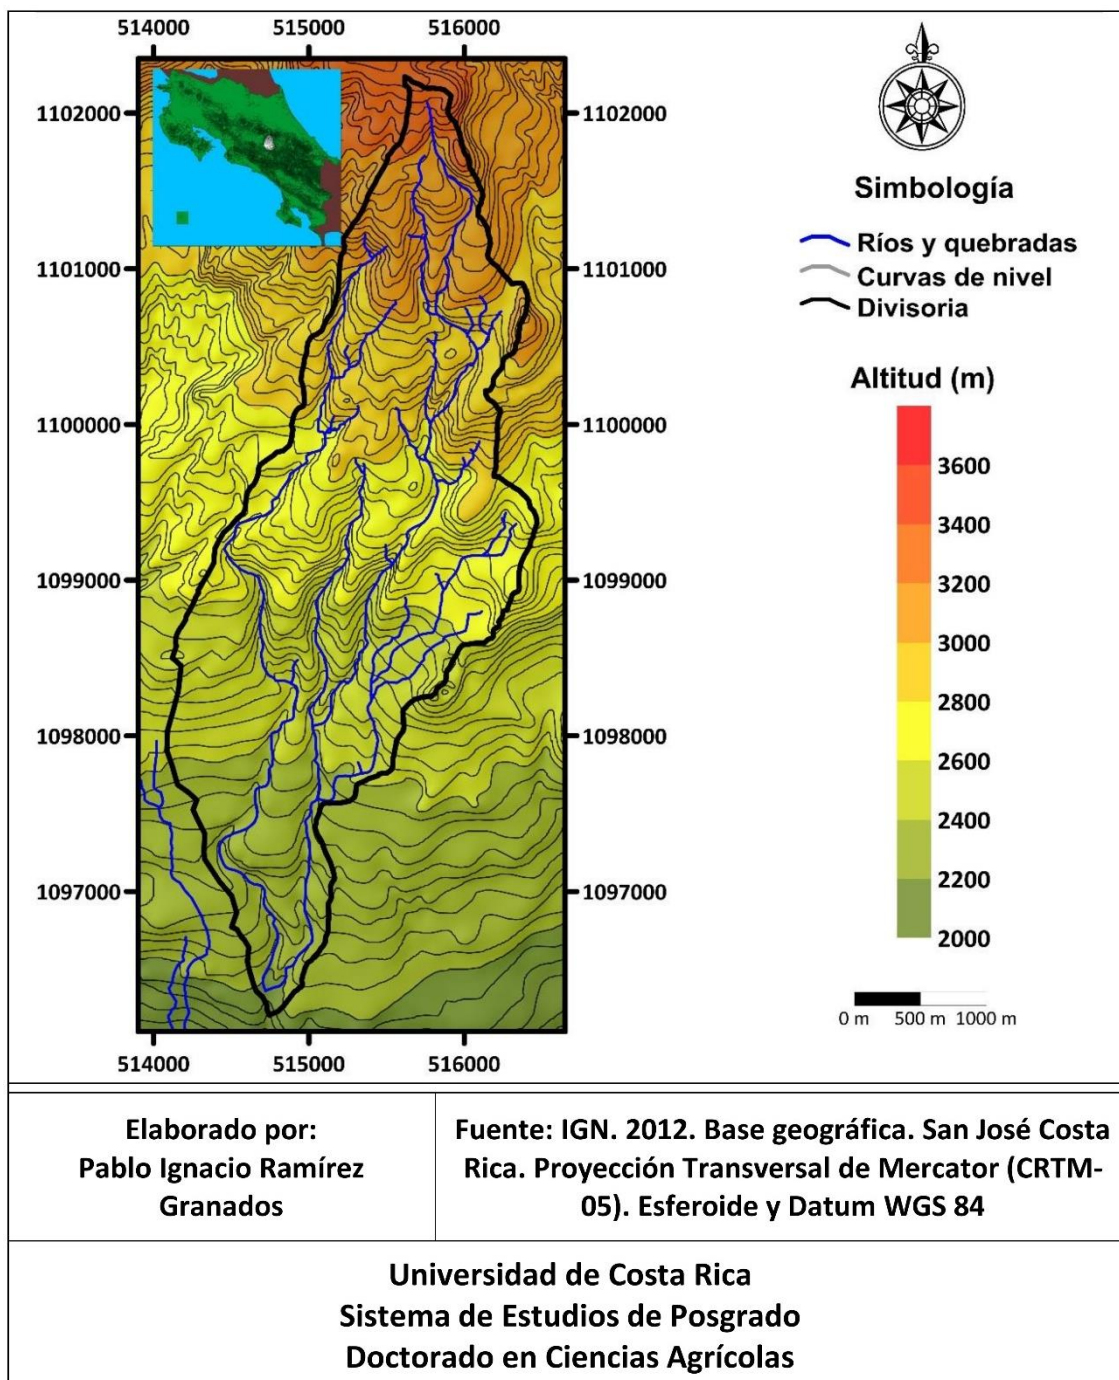 514000 515000 516000
1102000 1102000
1101000 1101000
1100000 1100000
1099000 1099000
1098000 1098000
1097000 1097000
514000 515000 516000
Simbología
Ríos y quebradas
Curvas de nivel
Divisoria
Altitud (m)
3600
3400
3200
3000
2800
2600
2400
2200
2000
0 m 500 m 1000 m
Elaborado por:
Pablo Ignacio Ramírez
Granados
Fuente: IGN. 2012. Base geográfica. San José Costa
Rica. Proyección Transversal de Mercator (CRTM-
05). Esferoide y Datum WGS 84
Universidad de Costa Rica
Sistema de Estudios de Posgrado
Doctorado en Ciencias Agrícolas